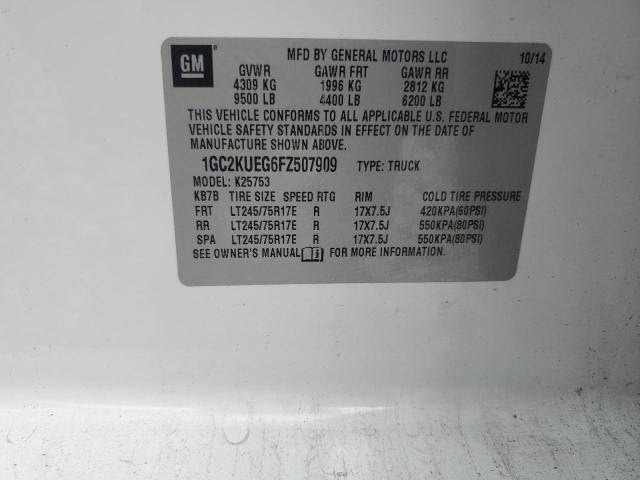 GM
MFD BY GENERAL MOTORS LLC 10/14
GVWR GAWR FRT GAWR RR
4309 KG 1996 KG 2812 KG
9500 LB 4400 LB 6200 LB
THIS VEHICLE CONFORMS TO ALL APPLICABLE U.S. FEDERAL MOTOR
VEHICLE SAFETY STANDARDS IN EFFECT ON THE DATE OF
MANUFACTURE SHOWN ABOVE.
1GC2KUEG6FZ507909 TYPE: TRUCK
MODEL: K25753
KB7B TIRE SIZE SPEED RTG RIM COLD TIRE PRESSURE
FRT LT245/75R17E R 17X7.5J 420KPA(60PSI)
RR LT245/75R17E R 17X7.5J 550KPA(80PSI)
SPA LT245/75R17E R 17X7.5J 550KPA(80PSI)
SEE OWNER'S MANUAL FOR MORE INFORMATION.